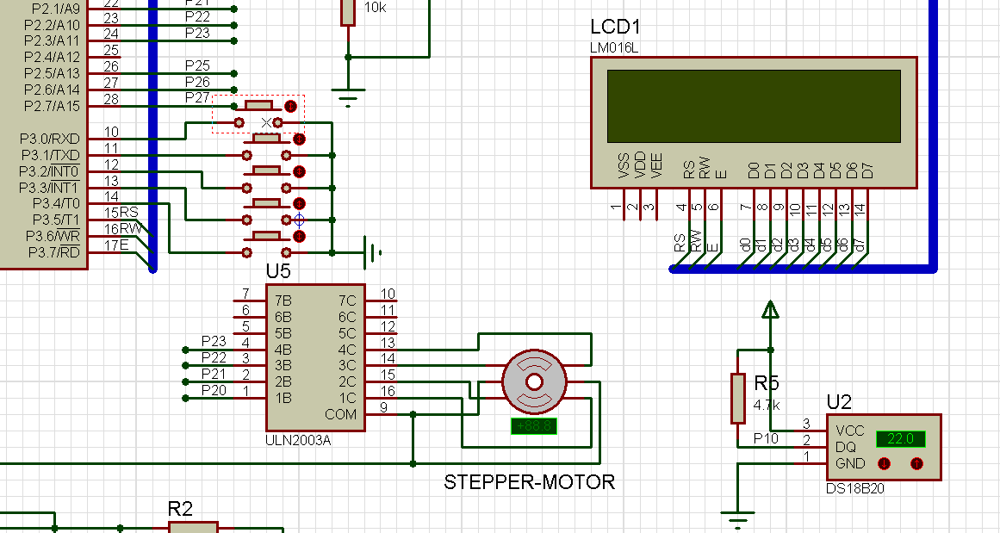 P2.1/A9 22 P21
P2.2/A10 23 P22
P2.3/A11 24 P23
P2.4/A12 25
P2.5/A13 26 P25
P2.6/A14 27 P26
P2.7/A15 28 P27
P3.0/RXD 10
P3.1/TXD 11
P3.2/INT0 12
P3.3/INT1 13
P3.4/T0 14
P3.5/T1 15 RS
P3.6/WR 16 RW
P3.7/RD 17 E
10k
LCD1
LM016L
VSS VDD VEE RS RW E D0 D1 D2 D3 D4 D5 D6 D7
1 2 3 4 5 6 7 8 9 10 11 12 13 14
RS RW E d0 d1 d2 d3 d4 d5 d6 d7
U5
7 7B 7C 10
6 6B 6C 11
5 5B 5C 12
P23 4 4B 4C 13
P22 3 3B 3C 14
P21 2 2B 2C 15
P20 1 1B 1C 16
COM 9
ULN2003A
+88.8
STEPPER-MOTOR
R5
4.7k
P10
U2
3 VCC
2 DQ
1 GND
22.0
DS18B20
R2